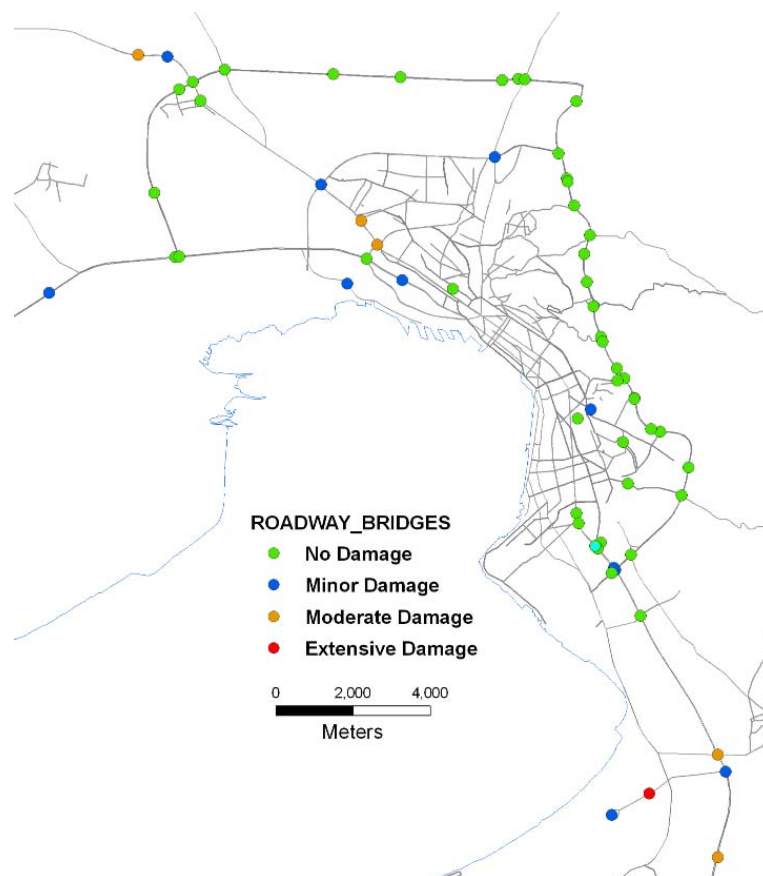 ROADWAY_BRIDGES
No Damage
Minor Damage
Moderate Damage
Extensive Damage
0 2,000 4,000
Meters